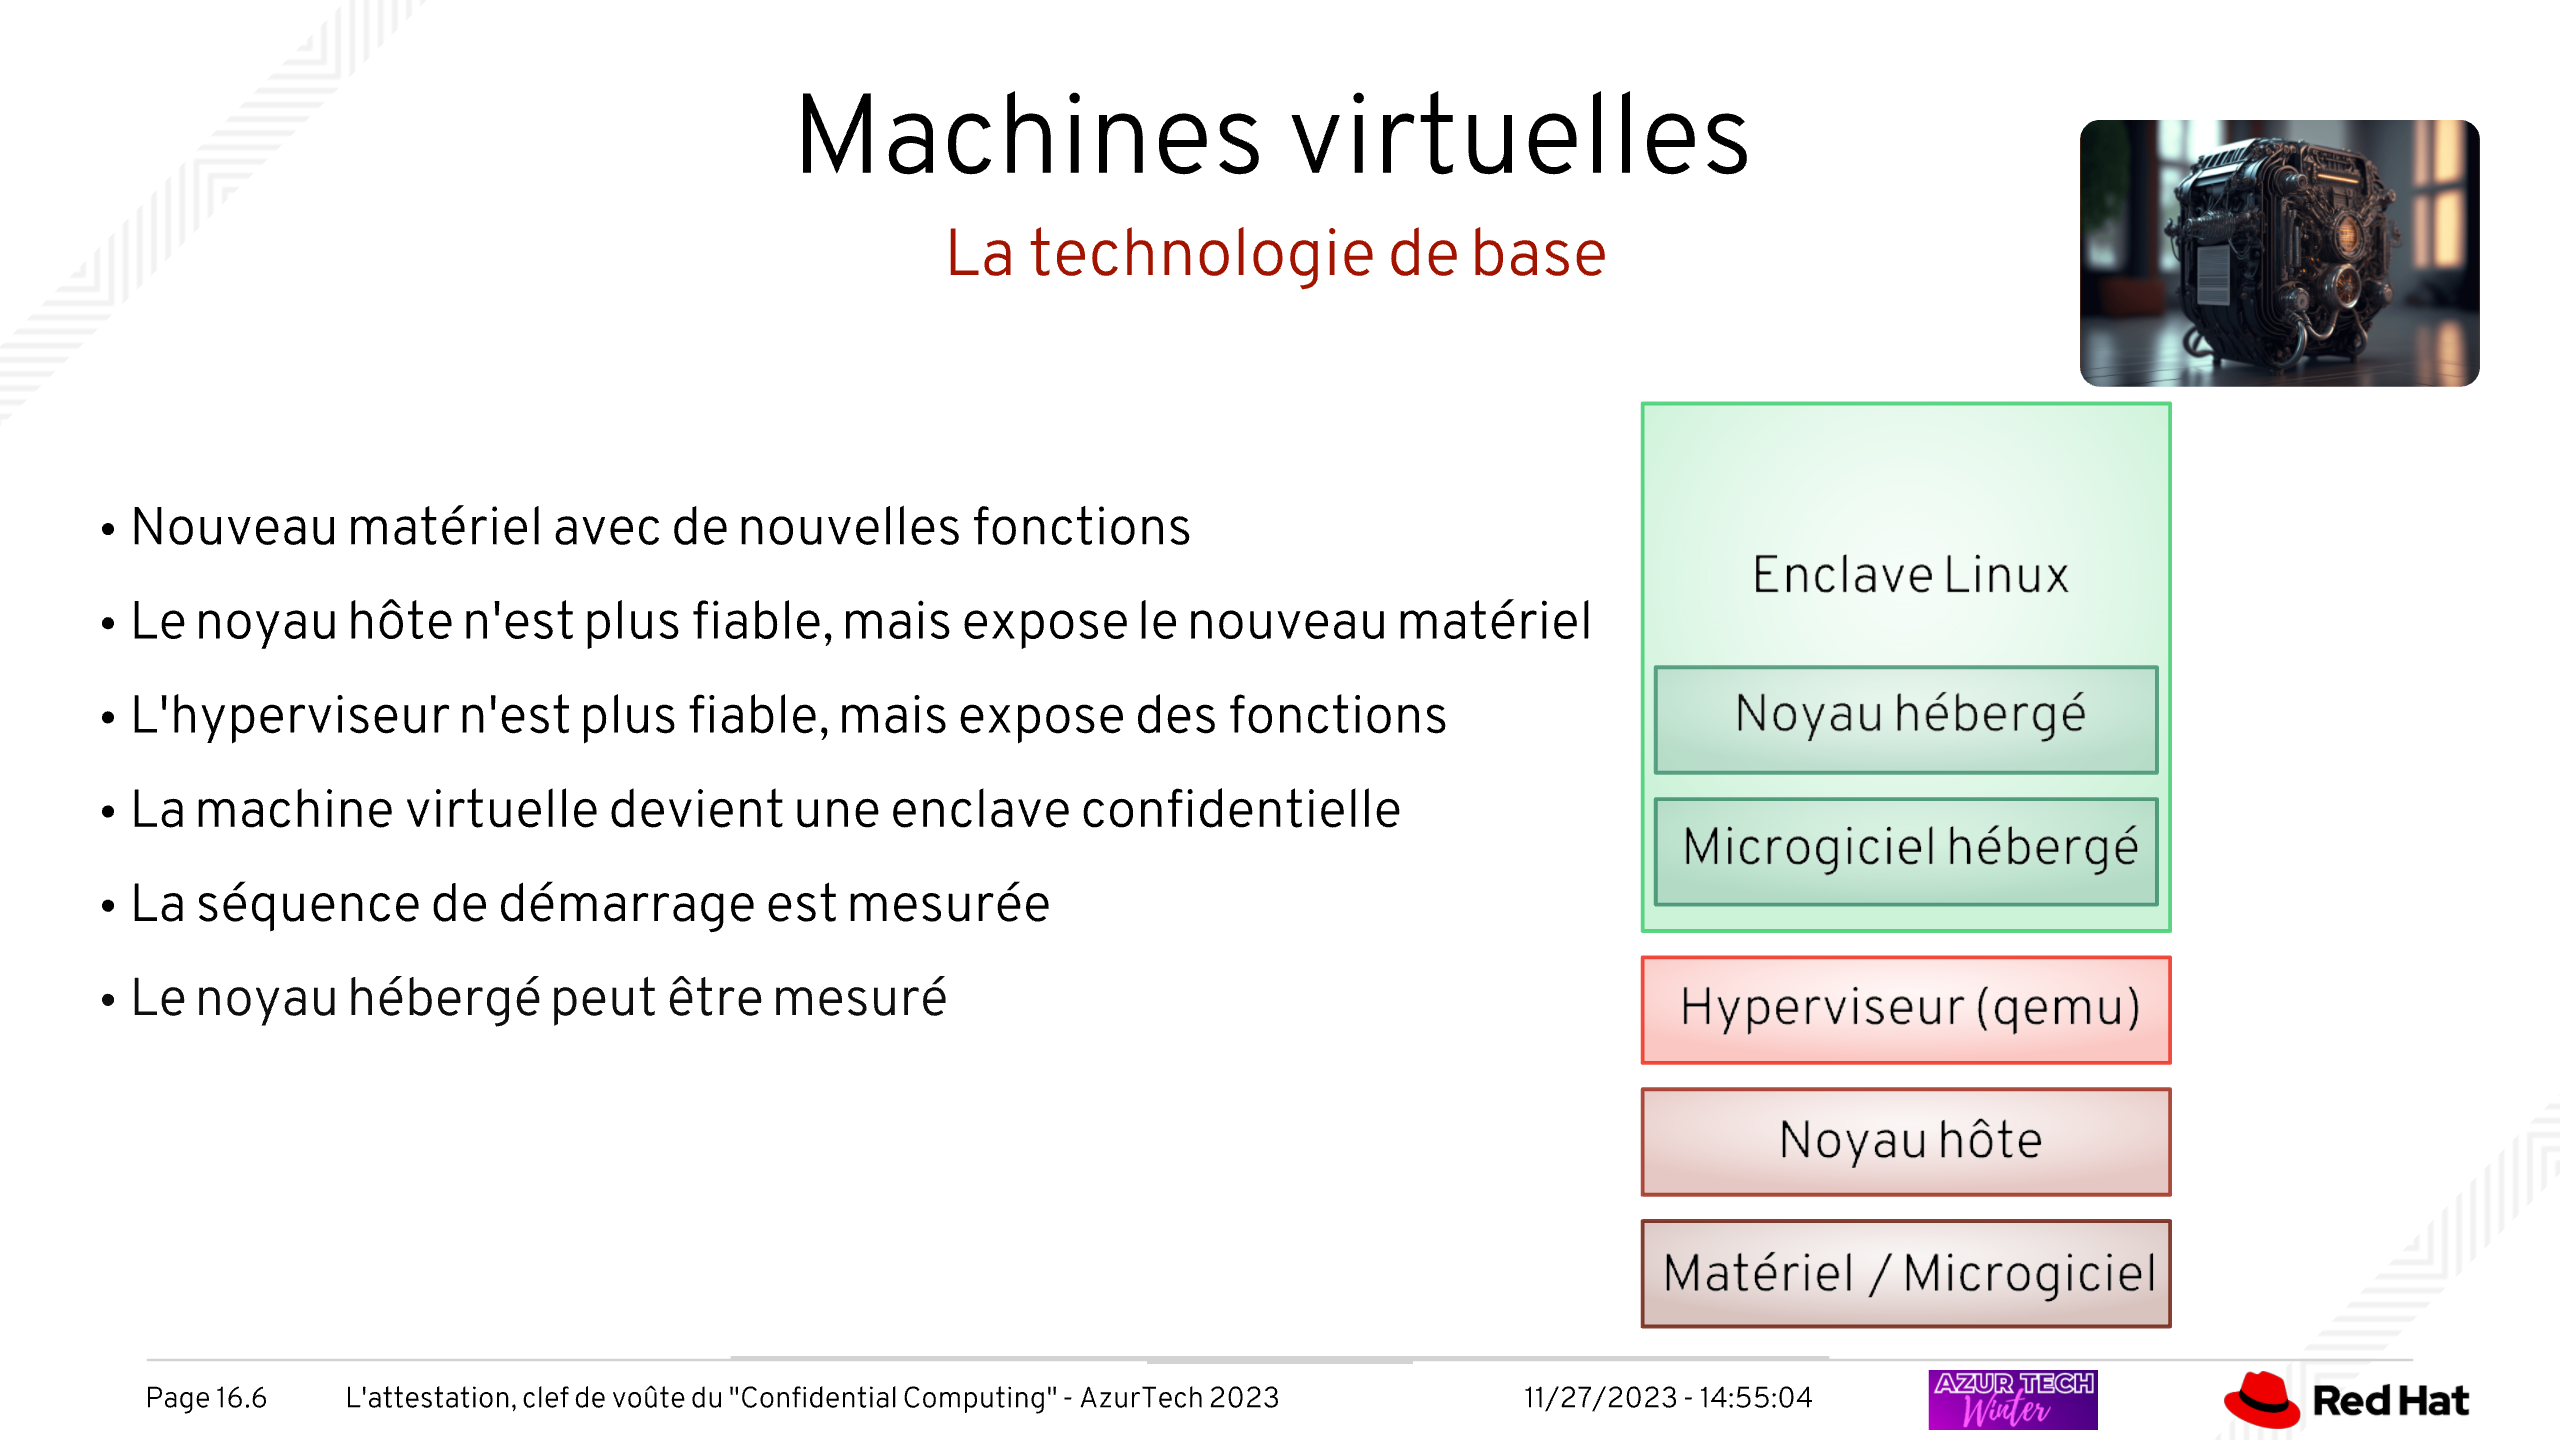 Machines virtuelles
La technologie de base
• Nouveau matériel avec de nouvelles fonctions
• Le noyau hôte n'est plus fiable, mais expose le nouveau matériel
• L'hyperviseur n'est plus fiable, mais expose des fonctions
• La machine virtuelle devient une enclave confidentielle
• La séquence de démarrage est mesurée
• Le noyau hébergé peut être mesuré
Enclave Linux
Noyau hébergé
Microgiciel hébergé
Hyperviseur (qemu)
Noyau hôte
Matériel / Microgiciel
Page 16.6
L'attestation, clef de voûte du "Confidential Computing" - AzurTech 2023
11/27/2023 - 14:55:04
AZUR TECH
Winter
Red Hat